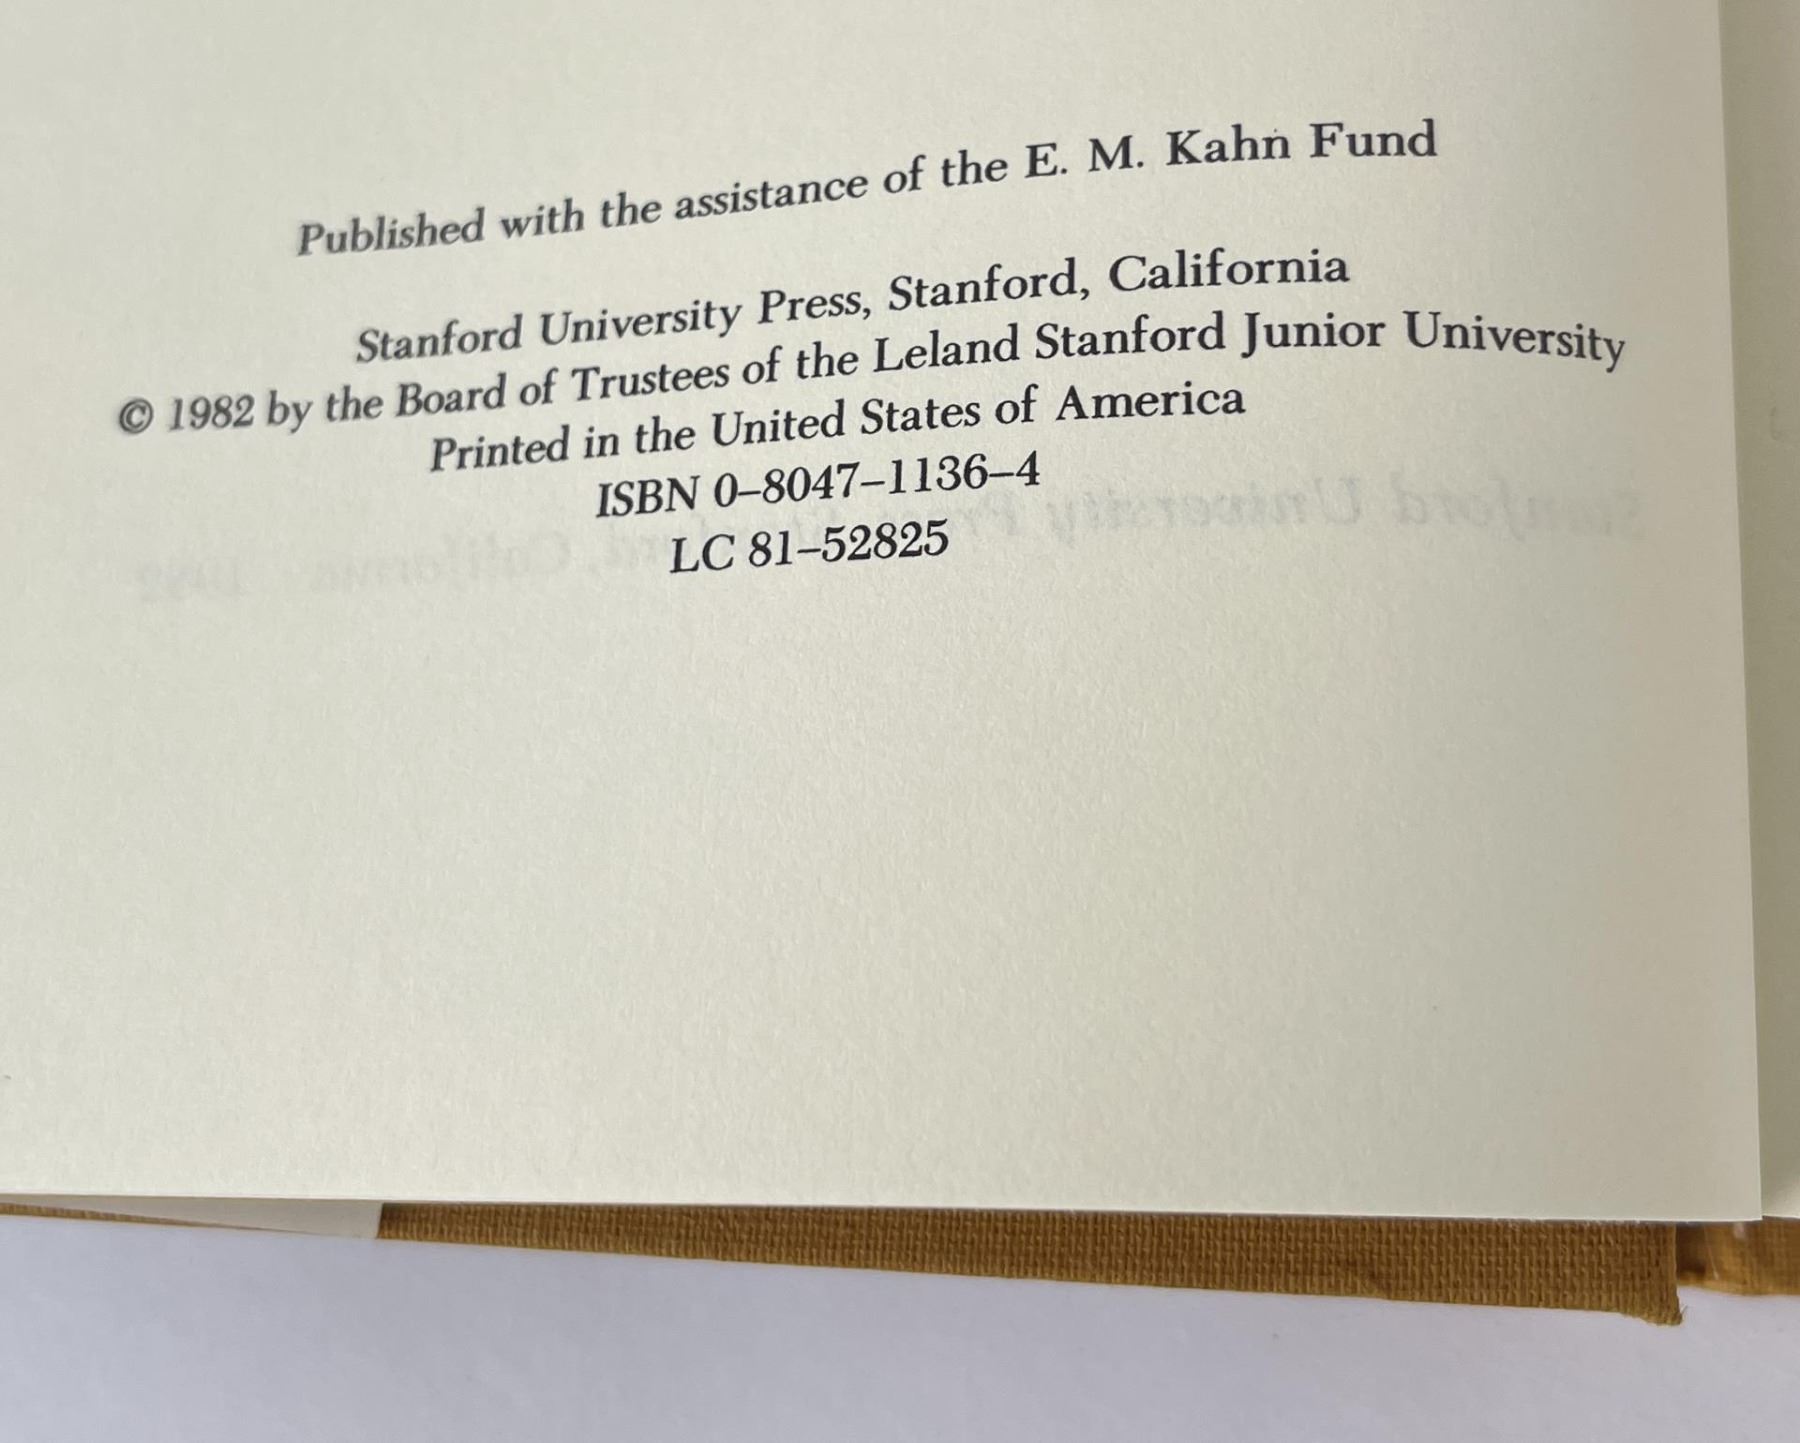 Published with the assistance of the E. M. Kahn Fund
Stanford University Press, Stanford, California
© 1982 by the Board of Trustees of the Leland Stanford Junior University
Printed in the United States of America
ISBN 0–8047–1136–4
LC 81–52825